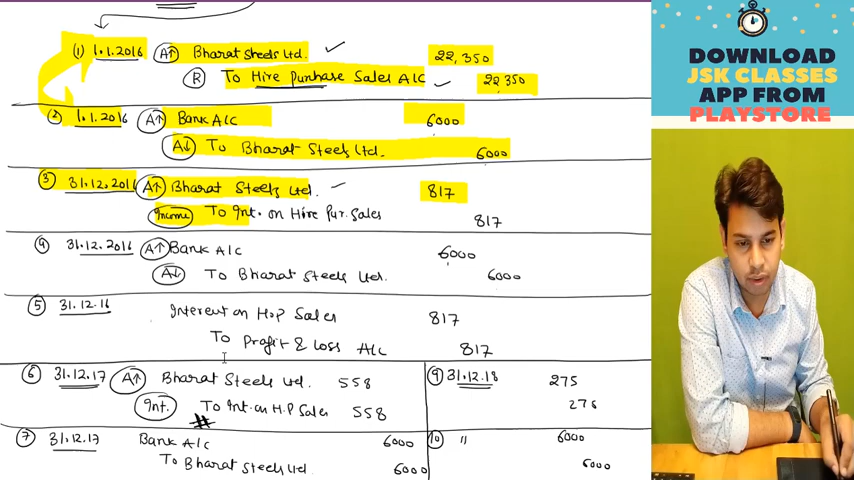 (1) 1.1.2016 A↑ Bharat Steels Ltd. ✓ 22,350
R To Hire Purchase Sales A/C ✓ 22,350
② 1.1.2016 A↑ Bank A/C 6000
A↓ To Bharat Steels Ltd. 6000
③ 31.12.2016 A↑ Bharat Steels Ltd. ✓ 817
Income To Int. on Hire Pur. Sales 817
④ 31.12.2016 A↑ Bank A/C 6000
A↓ To Bharat Steels Ltd. 6000
⑤ 31.12.16 Interest on H.P Sales 817
To Profit & Loss A/c 817
⑥ 31.12.17 A↑ Bharat Steels Ltd. 558
Int. To Int. on H.P Sales 558
#
⑦ 31.12.17 Bank A/C 6000
To Bharat Steels Ltd. 6000
⑨ 31.12.18 275
275
⑩ " 6000
6000
DOWNLOAD
JSK CLASSES
APP FROM
PLAYSTORE